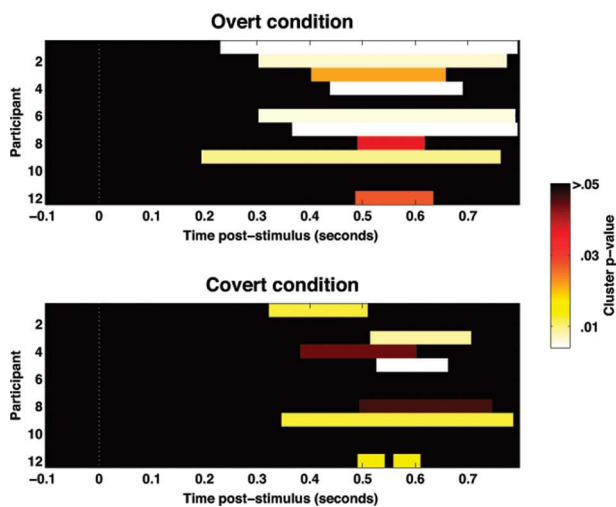 Overt condition
Participant
2
4
6
8
10
12
−0.1 0 0.1 0.2 0.3 0.4 0.5 0.6 0.7
Time post−stimulus (seconds)
>.05
.03
.01
Cluster p−value
Covert condition
Participant
2
4
6
8
10
12
−0.1 0 0.1 0.2 0.3 0.4 0.5 0.6 0.7
Time post−stimulus (seconds)